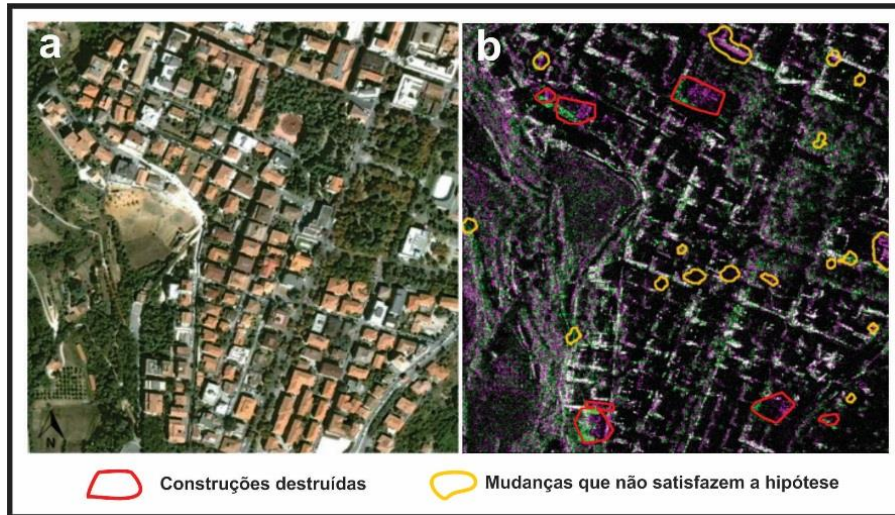 a
b
N
Construções destruídas
Mudanças que não satisfazem a hipótese